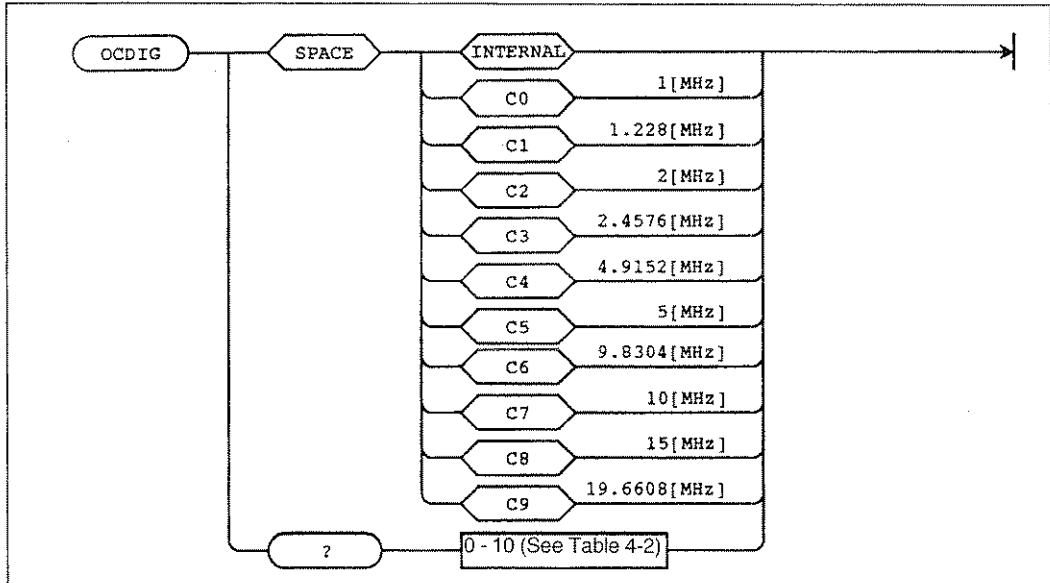 OCDIG SPACE INTERNAL
C0 1[MHz]
C1 1.228[MHz]
C2 2[MHz]
C3 2.4576[MHz]
C4 4.9152[MHz]
C5 5[MHz]
C6 9.8304[MHz]
C7 10[MHz]
C8 15[MHz]
C9 19.6608[MHz]
? 0 - 10 (See Table 4-2)